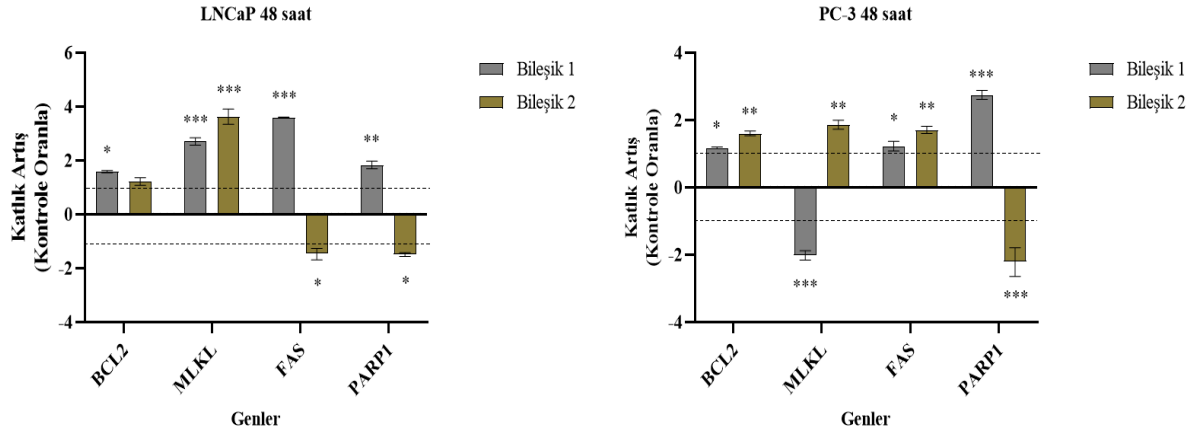 LNCaP 48 saat
Katlık Artış
(Kontrole Oranla)
6
4
2
0
-2
-4
* *** *** *** **
* *
BCL2 MLKL FAS PARP1
Genler
Bileşik 1
Bileşik 2
PC-3 48 saat
Katlık Artış
(Kontrole Oranla)
4
2
0
-2
-4
* ** ** * ** ***
*** ***
BCL2 MLKL FAS PARP1
Genler
Bileşik 1
Bileşik 2